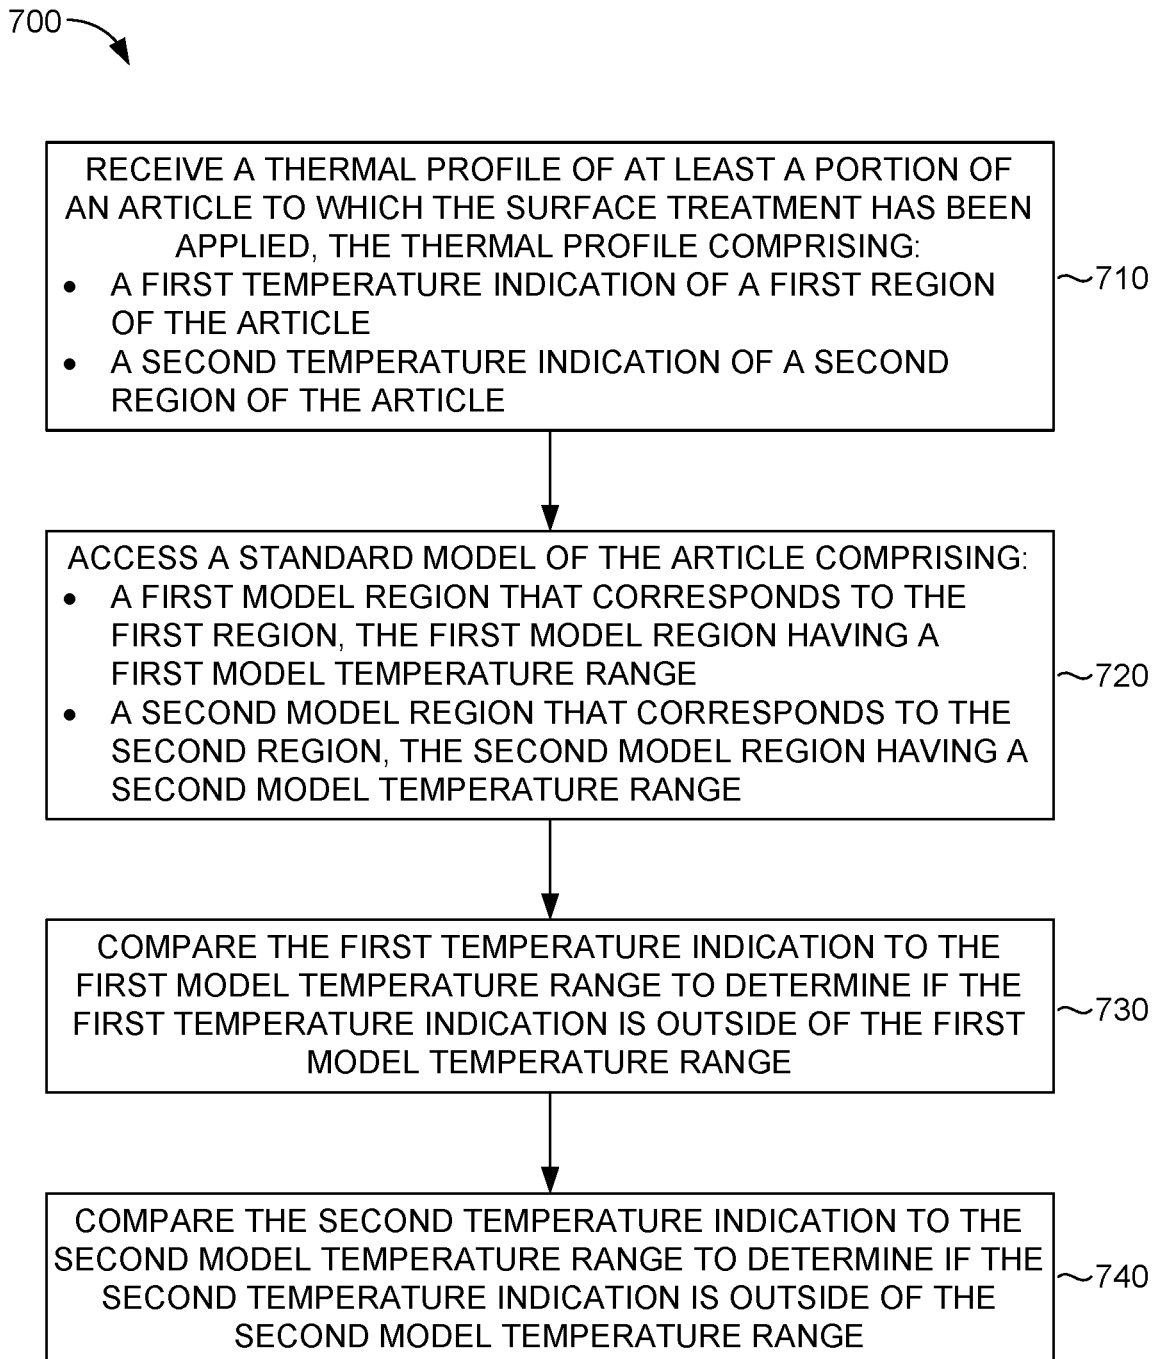 700
RECEIVE A THERMAL PROFILE OF AT LEAST A PORTION OF
AN ARTICLE TO WHICH THE SURFACE TREATMENT HAS BEEN
APPLIED, THE THERMAL PROFILE COMPRISING:
• A FIRST TEMPERATURE INDICATION OF A FIRST REGION
OF THE ARTICLE
• A SECOND TEMPERATURE INDICATION OF A SECOND
REGION OF THE ARTICLE
710
ACCESS A STANDARD MODEL OF THE ARTICLE COMPRISING:
• A FIRST MODEL REGION THAT CORRESPONDS TO THE
FIRST REGION, THE FIRST MODEL REGION HAVING A
FIRST MODEL TEMPERATURE RANGE
• A SECOND MODEL REGION THAT CORRESPONDS TO THE
SECOND REGION, THE SECOND MODEL REGION HAVING A
SECOND MODEL TEMPERATURE RANGE
720
COMPARE THE FIRST TEMPERATURE INDICATION TO THE
FIRST MODEL TEMPERATURE RANGE TO DETERMINE IF THE
FIRST TEMPERATURE INDICATION IS OUTSIDE OF THE FIRST
MODEL TEMPERATURE RANGE
730
COMPARE THE SECOND TEMPERATURE INDICATION TO THE
SECOND MODEL TEMPERATURE RANGE TO DETERMINE IF THE
SECOND TEMPERATURE INDICATION IS OUTSIDE OF THE
SECOND MODEL TEMPERATURE RANGE
740